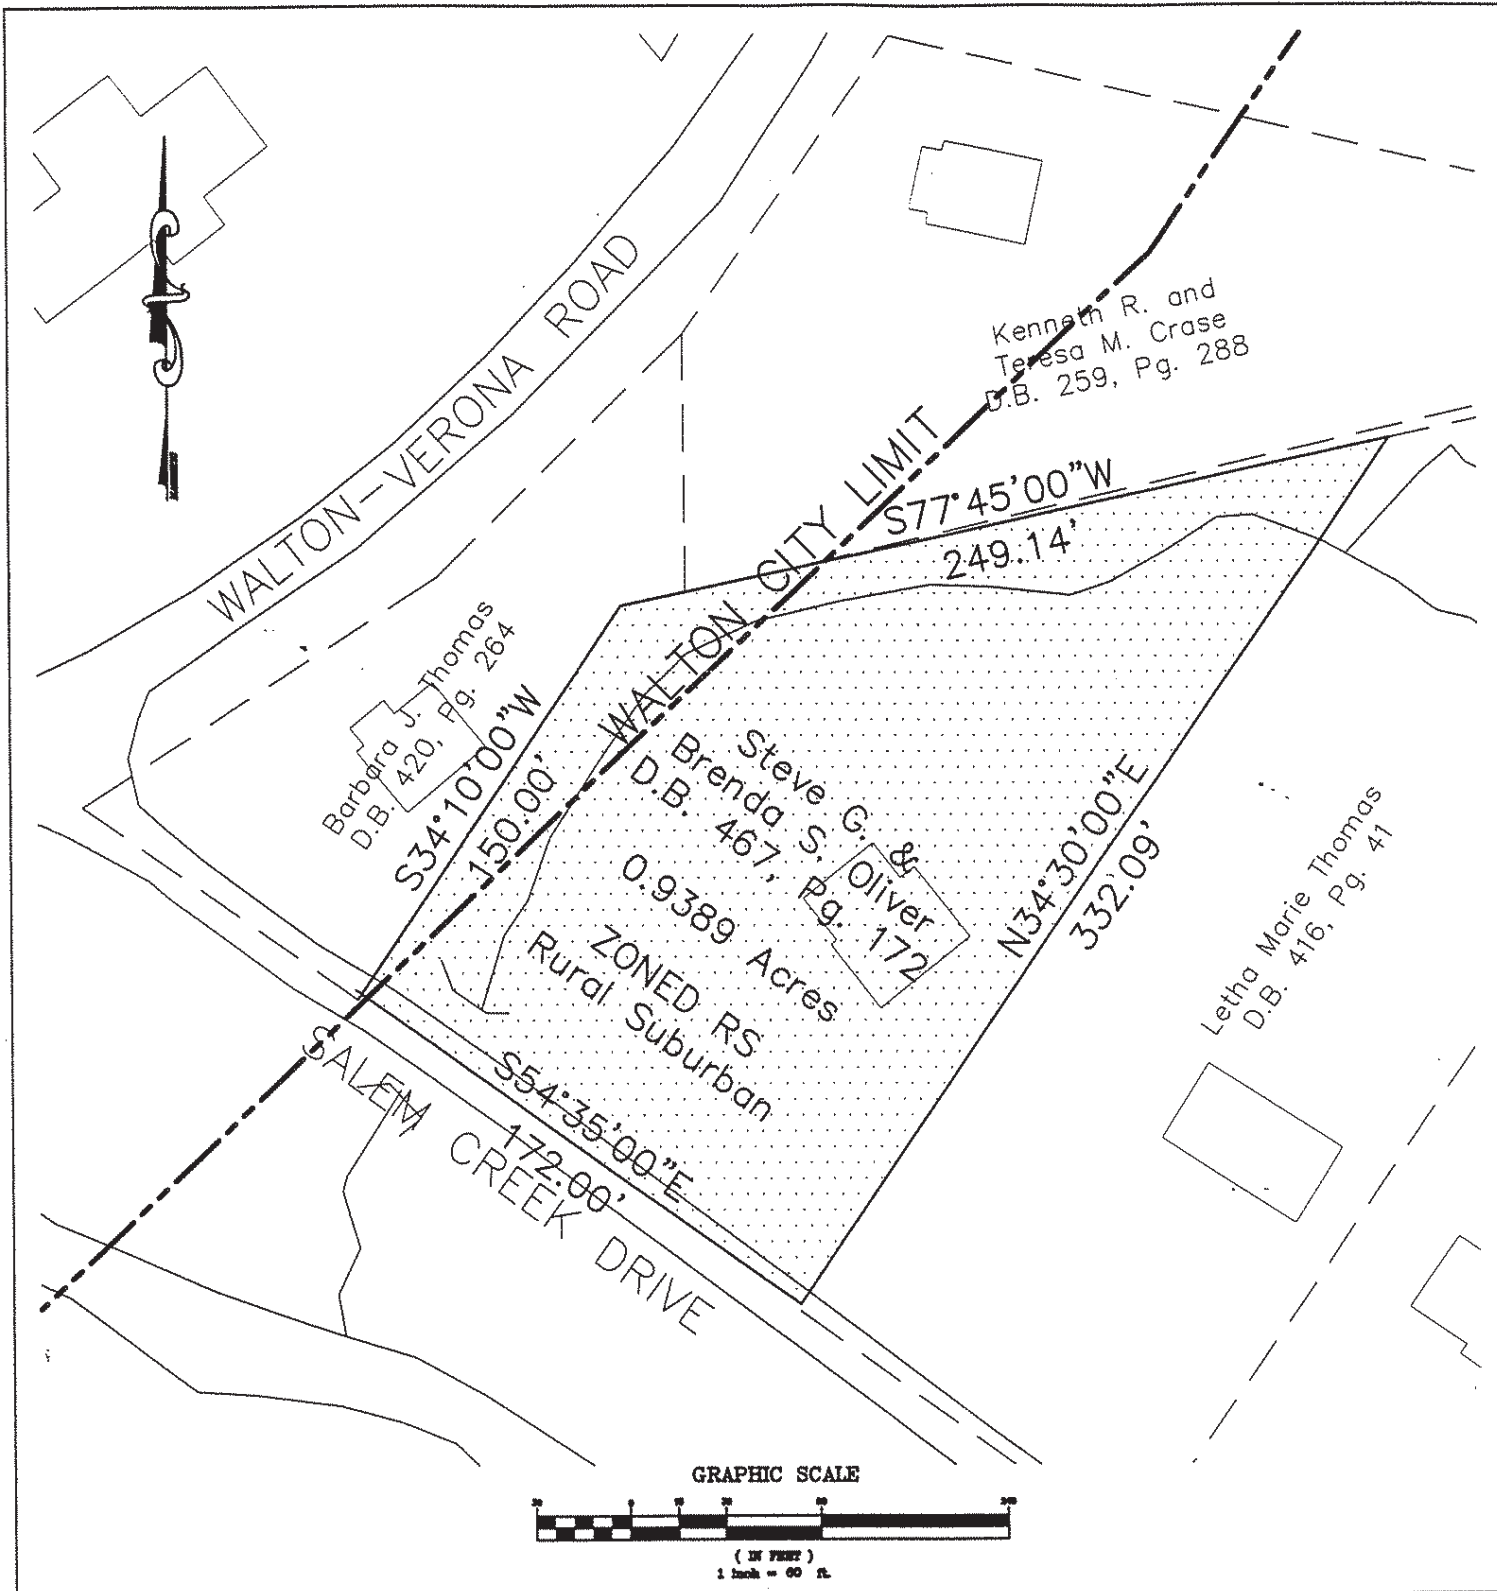 WALTON-VERONA ROAD
Kenneth R. and
Teresa M. Crase
D.B. 259, Pg. 288
WALTON CITY LIMIT
S77°45'00"W
249.14'
Barbara J. Thomas
D.B. 420, Pg. 264
S34°10'00"W
150.00'
Steve G. &
Brenda S. Oliver
D.B. 467, Pg. 172
0.9389 Acres
ZONED RS
Rural Suburban
N34°30'00"E
332.09'
Letha Marie Thomas
D.B. 416, Pg. 41
S54°35'00"E
172.00'
SALEM CREEK DRIVE
GRAPHIC SCALE
( IN FEET )
1 inch = 60 ft.